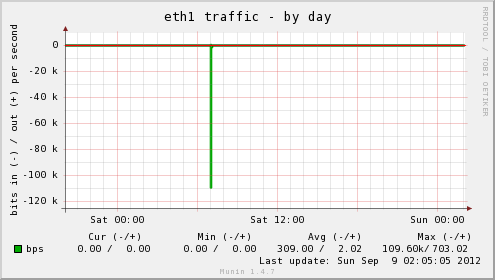 eth1 traffic - by day
RRDTOOL / TOBI OETIKER
bits in (-) / out (+) per second
0
-20 k
-40 k
-60 k
-80 k
-100 k
-120 k
Sat 00:00 Sat 12:00 Sun 00:00
Cur (-/+) Min (-/+) Avg (-/+) Max (-/+)
bps 0.00 / 0.00 0.00 / 0.00 309.00 / 2.02 109.60k/ 703.02
Last update: Sun Sep 9 02:05:05 2012
Munin 1.4.7